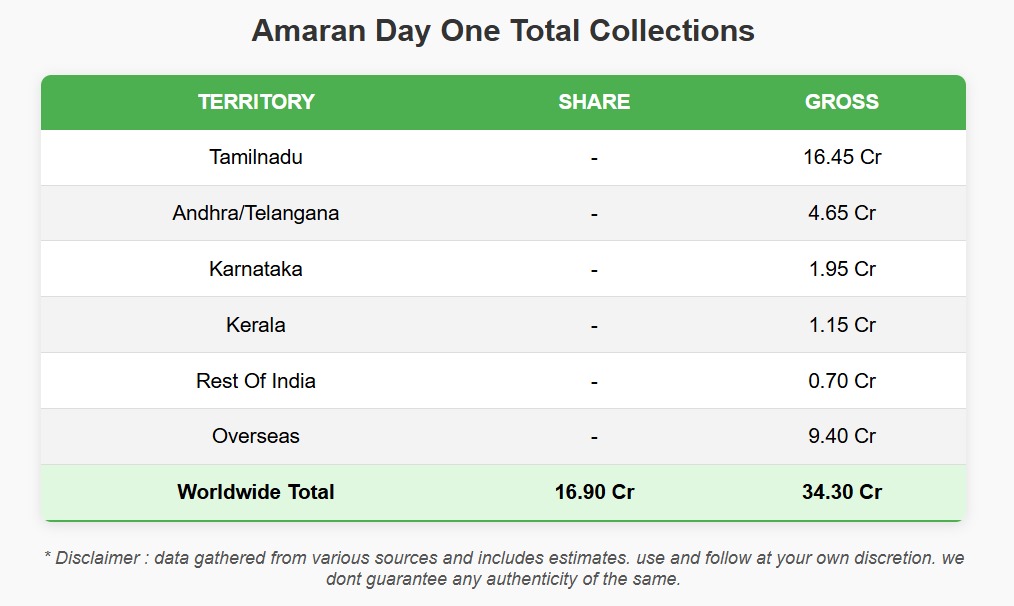 Amaran Day One Total Collections
TERRITORY SHARE GROSS
Tamilnadu - 16.45 Cr
Andhra/Telangana - 4.65 Cr
Karnataka - 1.95 Cr
Kerala - 1.15 Cr
Rest Of India - 0.70 Cr
Overseas - 9.40 Cr
Worldwide Total 16.90 Cr 34.30 Cr
* Disclaimer : data gathered from various sources and includes estimates. use and follow at your own discretion. we
dont guarantee any authenticity of the same.